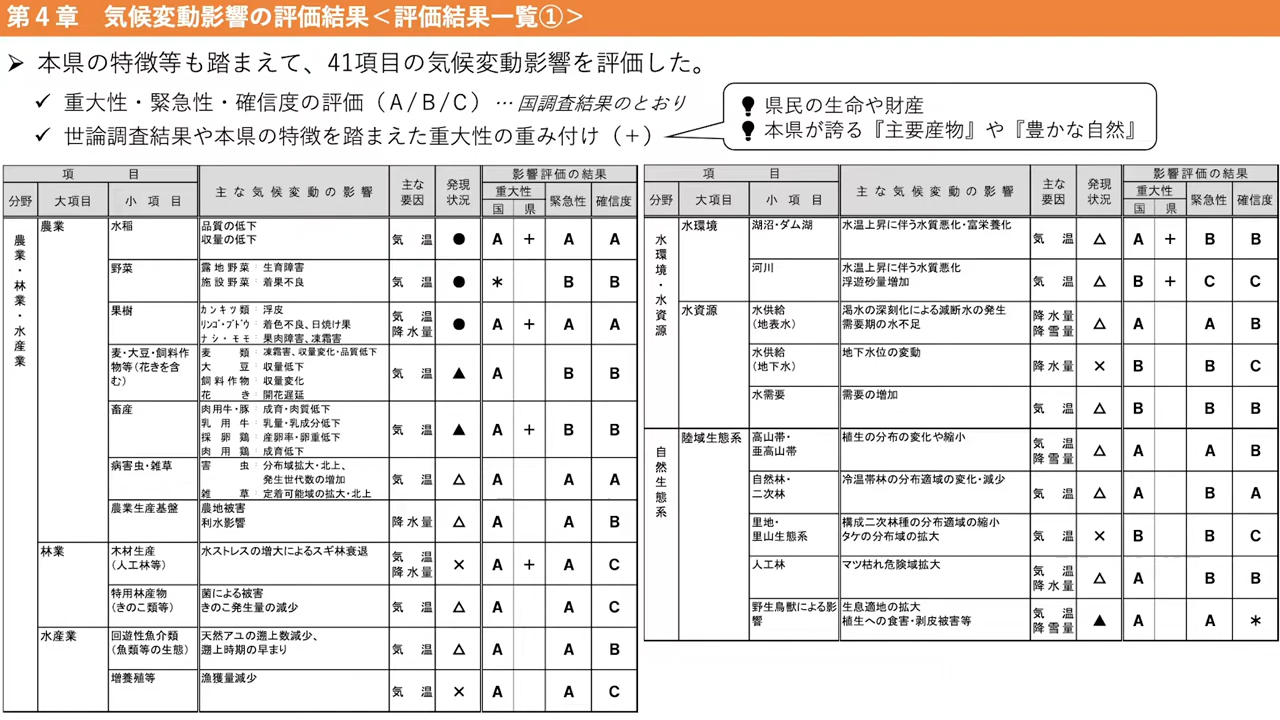 第４章　気候変動影響の評価結果＜評価結果一覧①＞
➢ 本県の特徴等も踏まえて、41項目の気候変動影響を評価した。
✓ 重大性・緊急性・確信度の評価（Ａ/Ｂ/Ｃ）… 国調査結果のとおり
✓ 世論調査結果や本県の特徴を踏まえた重大性の重み付け（＋）
県民の生命や財産
本県が誇る『主要産物』や『豊かな自然』
項　目 主な気候変動の影響 主な要因 発現状況 影響評価の結果
分野 大項目 小項目 重大性 国 県 緊急性 確信度
農業・林業・水産業
農業 水稲 品質の低下 気温 ● A ＋ A A
収量の低下
野菜 露地野菜：生育障害 気温 ● ＊ B B
施設野菜：着果不良
果樹 カンキツ類：浮皮 気温 降水量 ● A ＋ A A
リンゴ・ブドウ：着色不良、日焼け果
ナシ・モモ：果肉障害、凍霜害
麦・大豆・飼料作物等（花きを含む） 麦類：凍霜害、収量変化・品質低下 気温 ▲ A B B
大豆：収量低下
飼料作物：収量変化
花き：開花遅延
畜産 肉用牛・豚：成育・肉質低下 気温 ▲ A ＋ B B
乳用牛：乳量・乳成分低下
採卵鶏：産卵率・卵重低下
肉用鶏：成育低下
病害虫・雑草 害虫：分布域拡大・北上、 気温 △ A A A
発生世代数の増加
雑草：定着可能域の拡大・北上
農業生産基盤 農地被害 降水量 △ A A B
利水影響
林業 木材生産（人工林等） 水ストレスの増大によるスギ林衰退 気温 降水量 × A ＋ A C
特用林産物（きのこ類等） 菌による被害 気温 △ A A C
きのこ発生量の減少
水産業 回遊性魚介類（魚類等の生態） 天然アユの遡上数減少、 気温 △ A A B
遡上時期の早まり
増養殖等 漁獲量減少 気温 × A A C
項　目 主な気候変動の影響 主な要因 発現状況 影響評価の結果
分野 大項目 小項目 重大性 国 県 緊急性 確信度
水環境・水資源
水環境 湖沼・ダム湖 水温上昇に伴う水質悪化・富栄養化 気温 △ A ＋ B B
河川 水温上昇に伴う水質悪化 気温 △ B ＋ C C
浮遊砂量増加
水資源 水供給（地表水） 渇水の深刻化による減断水の発生 降水量 降雪量 △ A A B
需要期の水不足
水供給（地下水） 地下水位の変動 降水量 × B B C
水需要 需要の増加 気温 △ B B B
自然生態系
陸域生態系 高山帯・亜高山帯 植生の分布の変化や縮小 気温 降雪量 △ A A B
自然林・二次林 冷温帯林の分布適域の変化・減少 気温 △ A B A
里地・里山生態系 構成二次林種の分布適域の縮小 気温 × B B C
タケの分布域の拡大
人工林 マツ枯れ危険域拡大 気温 降水量 △ A B B
野生鳥獣による影響 生息適地の拡大 気温 降雪量 ▲ A A ＊
植生への食害・剥皮被害等